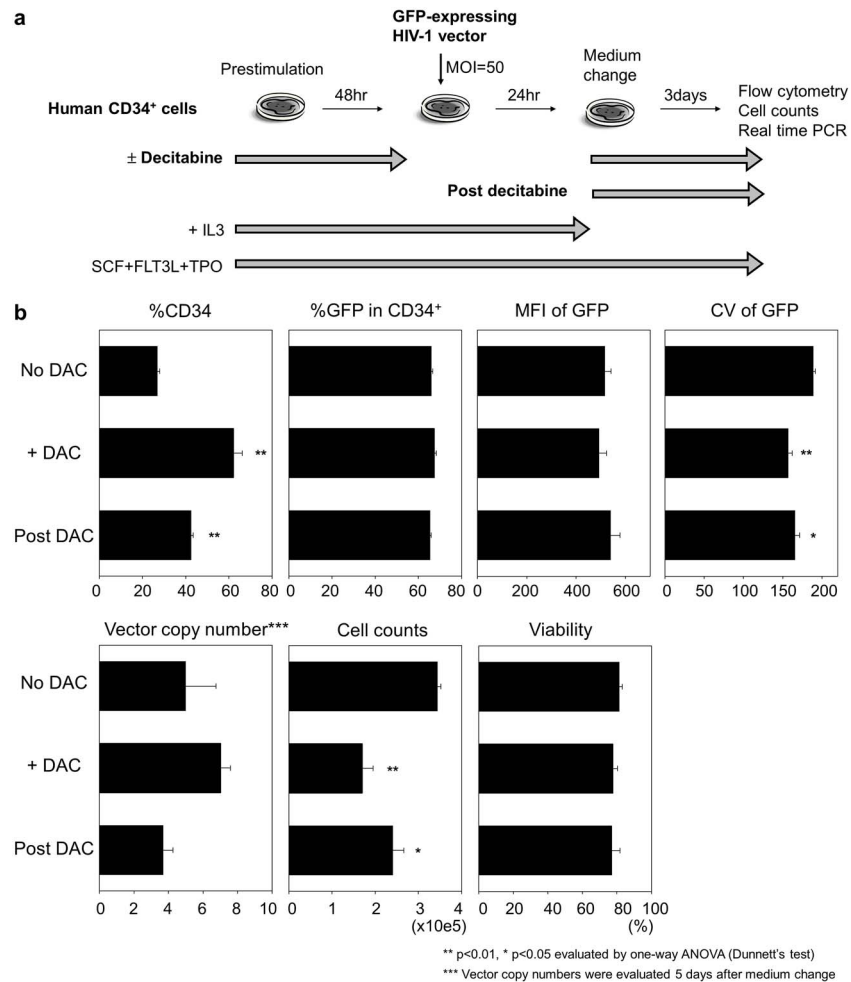 a
GFP-expressing
HIV-1 vector
Prestimulation
MOI=50
Medium
change
Human CD34+ cells
48hr
24hr
3days
Flow cytometry
Cell counts
Real time PCR
± Decitabine
Post decitabine
+ IL3
SCF+FLT3L+TPO
b
%CD34
%GFP in CD34+
MFI of GFP
CV of GFP
No DAC
+ DAC
**
**
Post DAC
**
*
0 20 40 60 80
0 20 40 60 80
0 200 400 600
0 50 100 150 200
Vector copy number***
Cell counts
Viability
No DAC
+ DAC
**
Post DAC
*
0 2 4 6 8 10
0 1 2 3 4
(x10e5)
0 20 40 60 80 100
(%)
** p<0.01, * p<0.05 evaluated by one-way ANOVA (Dunnett's test)
*** Vector copy numbers were evaluated 5 days after medium change